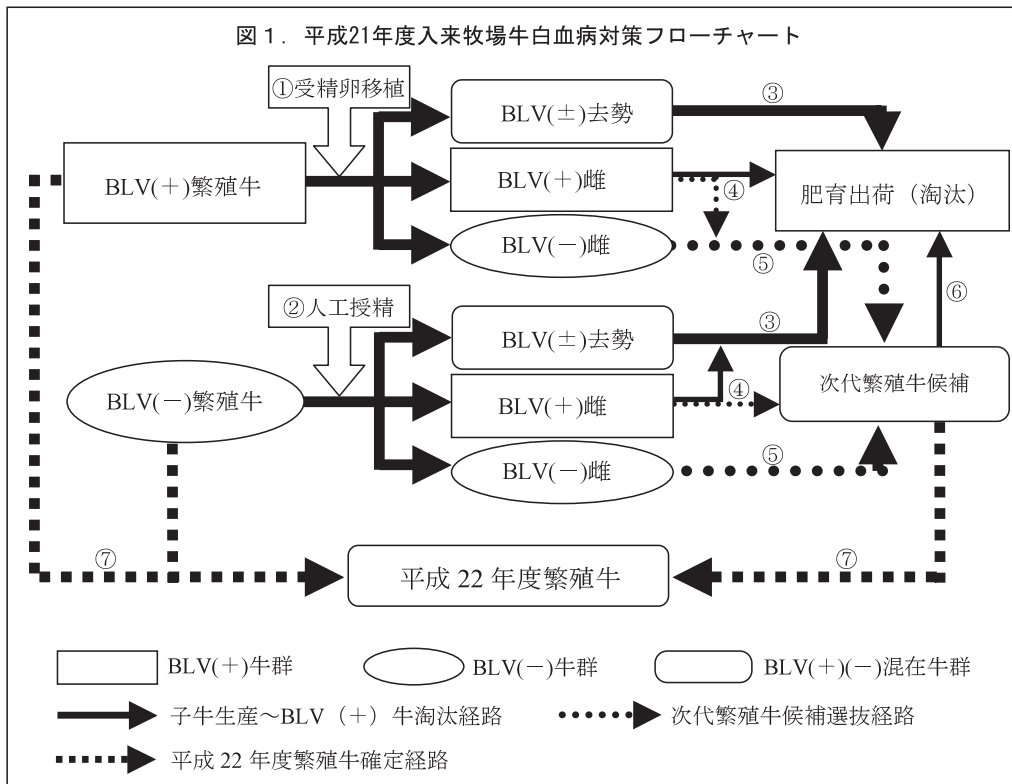 図1. 平成21年度入来牧場牛白血病対策フローチャート
①受精卵移植
BLV(±)去勢
③
BLV(+)繁殖牛
BLV(+)雌
④
肥育出荷（淘汰）
BLV(−)雌
⑤
②人工授精
BLV(±)去勢
③
⑥
BLV(−)繁殖牛
BLV(+)雌
④
次代繁殖牛候補
BLV(−)雌
⑤
⑦
平成 22 年度繁殖牛
⑦
BLV(+)牛群
BLV(−)牛群
BLV(+)(−)混在牛群
子牛生産～BLV（+）牛淘汰経路
次代繁殖牛候補選抜経路
平成 22 年度繁殖牛確定経路